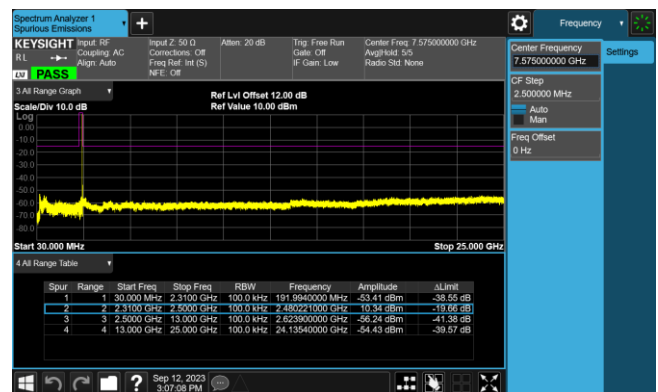 Spectrum Analyzer 1
Spurious Emissions
Frequency
KEYSIGHT
RL
LW PASS
Input: RF
Coupling: AC
Align: Auto
Input Z: 50 Ω
Corrections: Off
Freq Ref: Int (S)
NFE: Off
Atten: 20 dB
Trig: Free Run
Gate: Off
IF Gain: Low
Center Freq: 7.575000000 GHz
Avg|Hold: 5/5
Radio Std: None
Center Frequency
7.575000000 GHz
Settings
CF Step
2.500000 MHz
Auto
Man
Freq Offset
0 Hz
3 All Range Graph
Scale/Div 10.0 dB
Ref Lvl Offset 12.00 dB
Ref Value 10.00 dBm
Log
0.00
-10.0
-20.0
-30.0
-40.0
-50.0
-60.0
-70.0
-80.0
Start 30.000 MHz
Stop 25.000 GHz
4 All Range Table
Spur Range Start Freq Stop Freq RBW Frequency Amplitude ΔLimit
1 1 30.000 MHz 2.3100 GHz 100.0 kHz 191.9940000 MHz -53.41 dBm -38.55 dB
2 2 2.3100 GHz 2.5000 GHz 100.0 kHz 2.480221000 GHz 10.34 dBm -19.66 dB
3 3 2.5000 GHz 13.000 GHz 100.0 kHz 2.623900000 GHz -56.24 dBm -41.38 dB
4 4 13.000 GHz 25.000 GHz 100.0 kHz 24.13540000 GHz -54.43 dBm -39.57 dB
?
Sep 12, 2023
3:07:08 PM